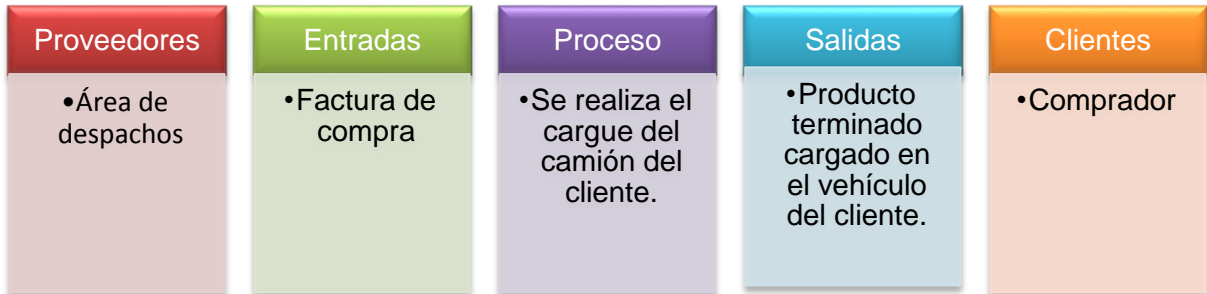 Proveedores
•Área de
despachos
Entradas
•Factura de
compra
Proceso
•Se realiza el
cargue del
camión del
cliente.
Salidas
•Producto
terminado
cargado en
el vehículo
del cliente.
Clientes
•Comprador